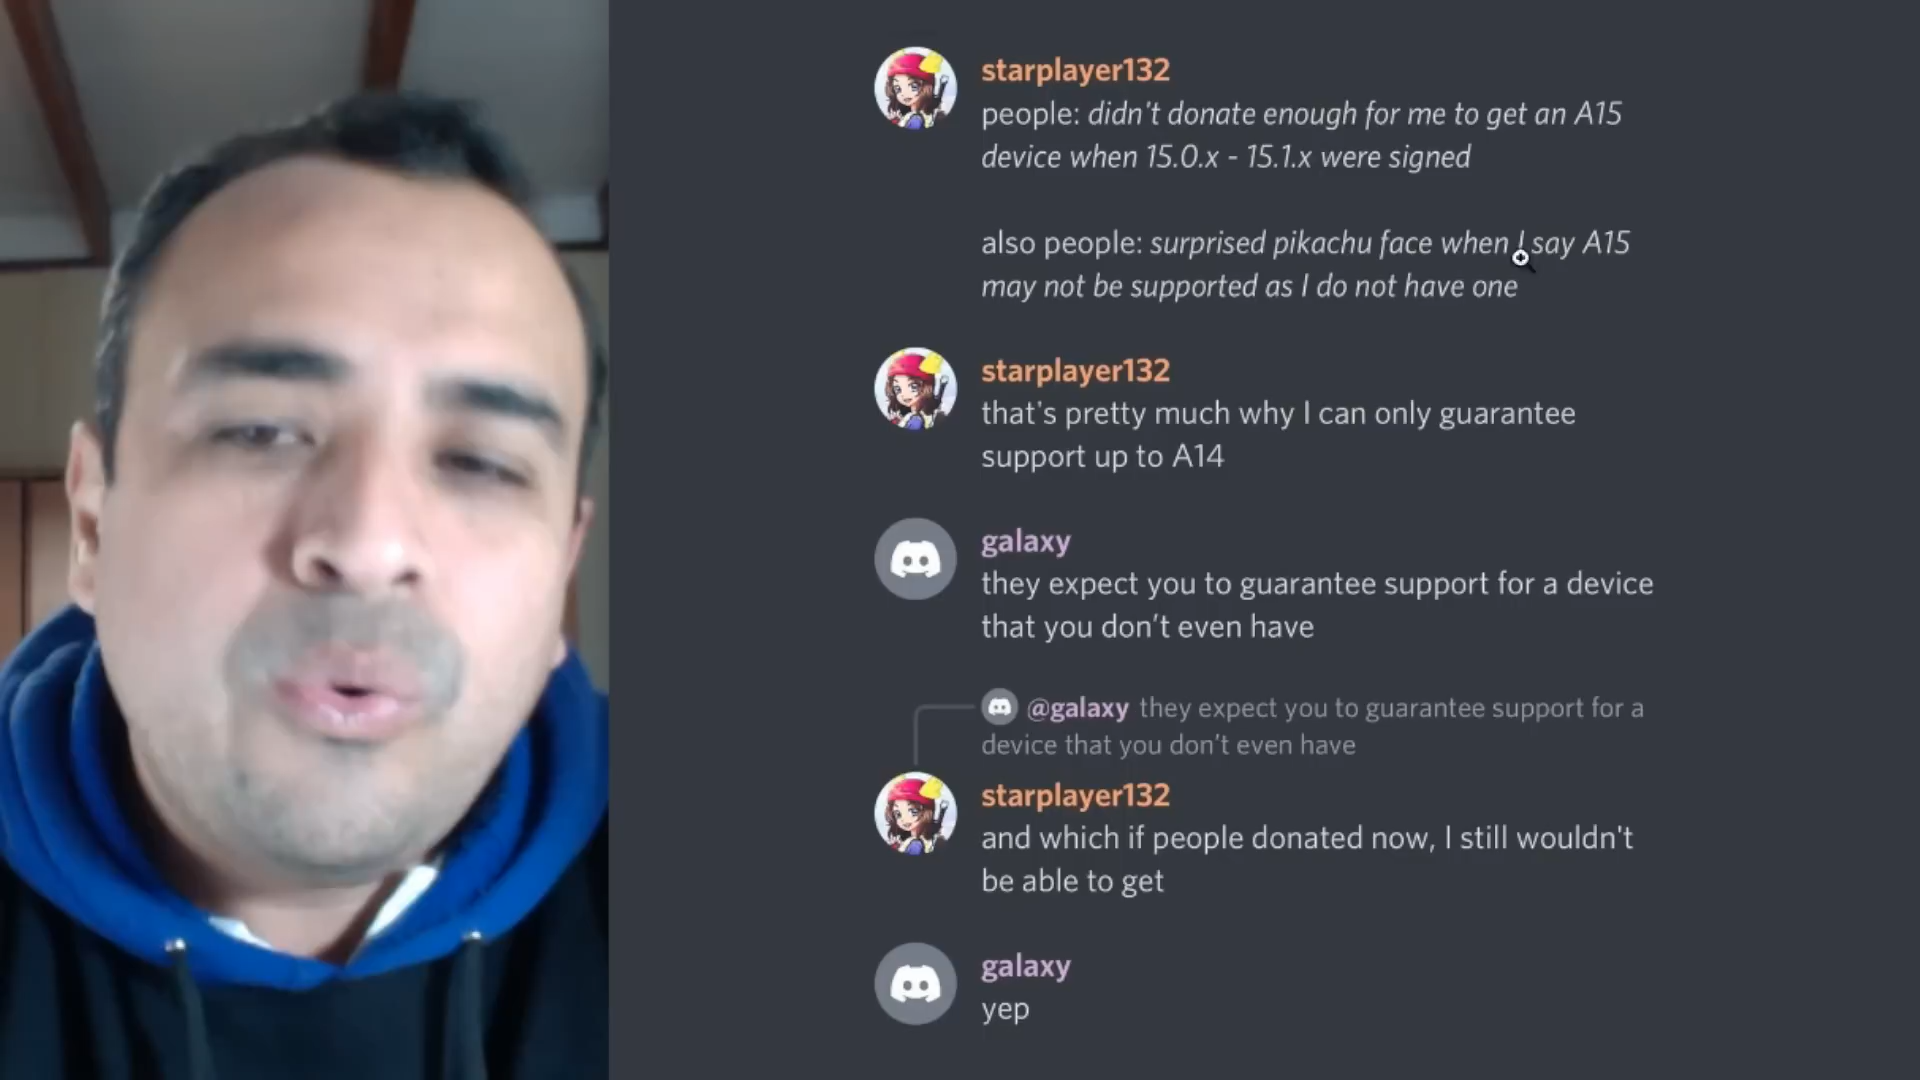 starplayer132
people: didn't donate enough for me to get an A15
device when 15.0.x - 15.1.x were signed
also people: surprised pikachu face when I say A15
may not be supported as I do not have one
starplayer132
that's pretty much why I can only guarantee
support up to A14
galaxy
they expect you to guarantee support for a device
that you don’t even have
@galaxy they expect you to guarantee support for a
device that you don’t even have
starplayer132
and which if people donated now, I still wouldn't
be able to get
galaxy
yep